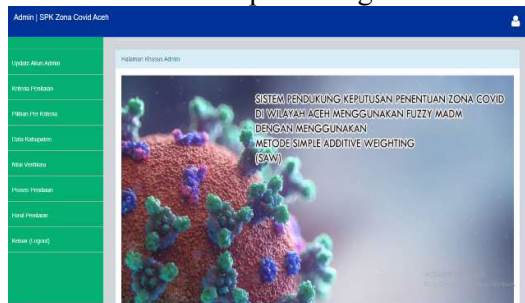 Admin | SPK Zona Covid Aceh
Update Akun Admin
Halaman Khusus Admin
Kriteria Penilaian
Pilihan Per Kriteria
Data Kabupaten
Nilai Verifikasi
Proses Penilaian
Hasil Penilaian
Keluar (Logout)
SISTEM PENDUKUNG KEPUTUSAN PENENTUAN ZONA COVID
DI WILAYAH ACEH MENGGUNAKAN FUZZY MADM
DENGAN MENGGUNAKAN
METODE SIMPLE ADDITIVE WEIGHTING
(SAW)